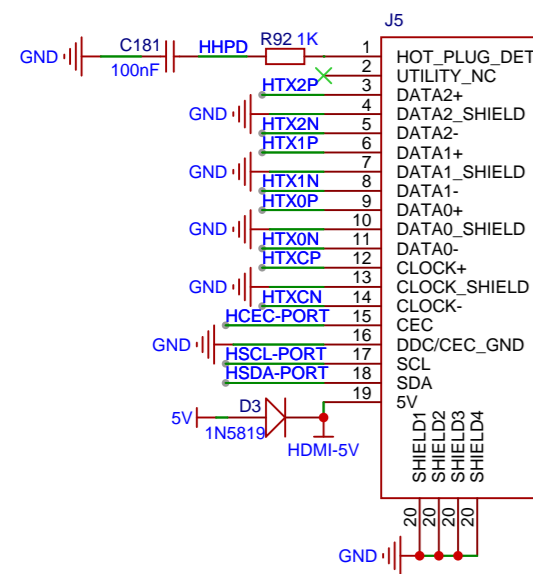 J5
GND C181 100nF HHPD R92 1K 1 HOT_PLUG_DET
2 UTILITY_NC
HTX2P 3 DATA2+
GND 4 DATA2_SHIELD
HTX2N 5 DATA2-
HTX1P 6 DATA1+
GND 7 DATA1_SHIELD
HTX1N 8 DATA1-
HTX0P 9 DATA0+
GND 10 DATA0_SHIELD
HTX0N 11 DATA0-
HTXCP 12 CLOCK+
GND 13 CLOCK_SHIELD
HTXCN 14 CLOCK-
HCEC-PORT 15 CEC
GND 16 DDC/CEC_GND
HSCL-PORT 17 SCL
HSDA-PORT 18 SDA
19 5V
5V D3 1N5819 HDMI-5V
SHIELD1
SHIELD2
SHIELD3
SHIELD4
20 20 20 20
GND